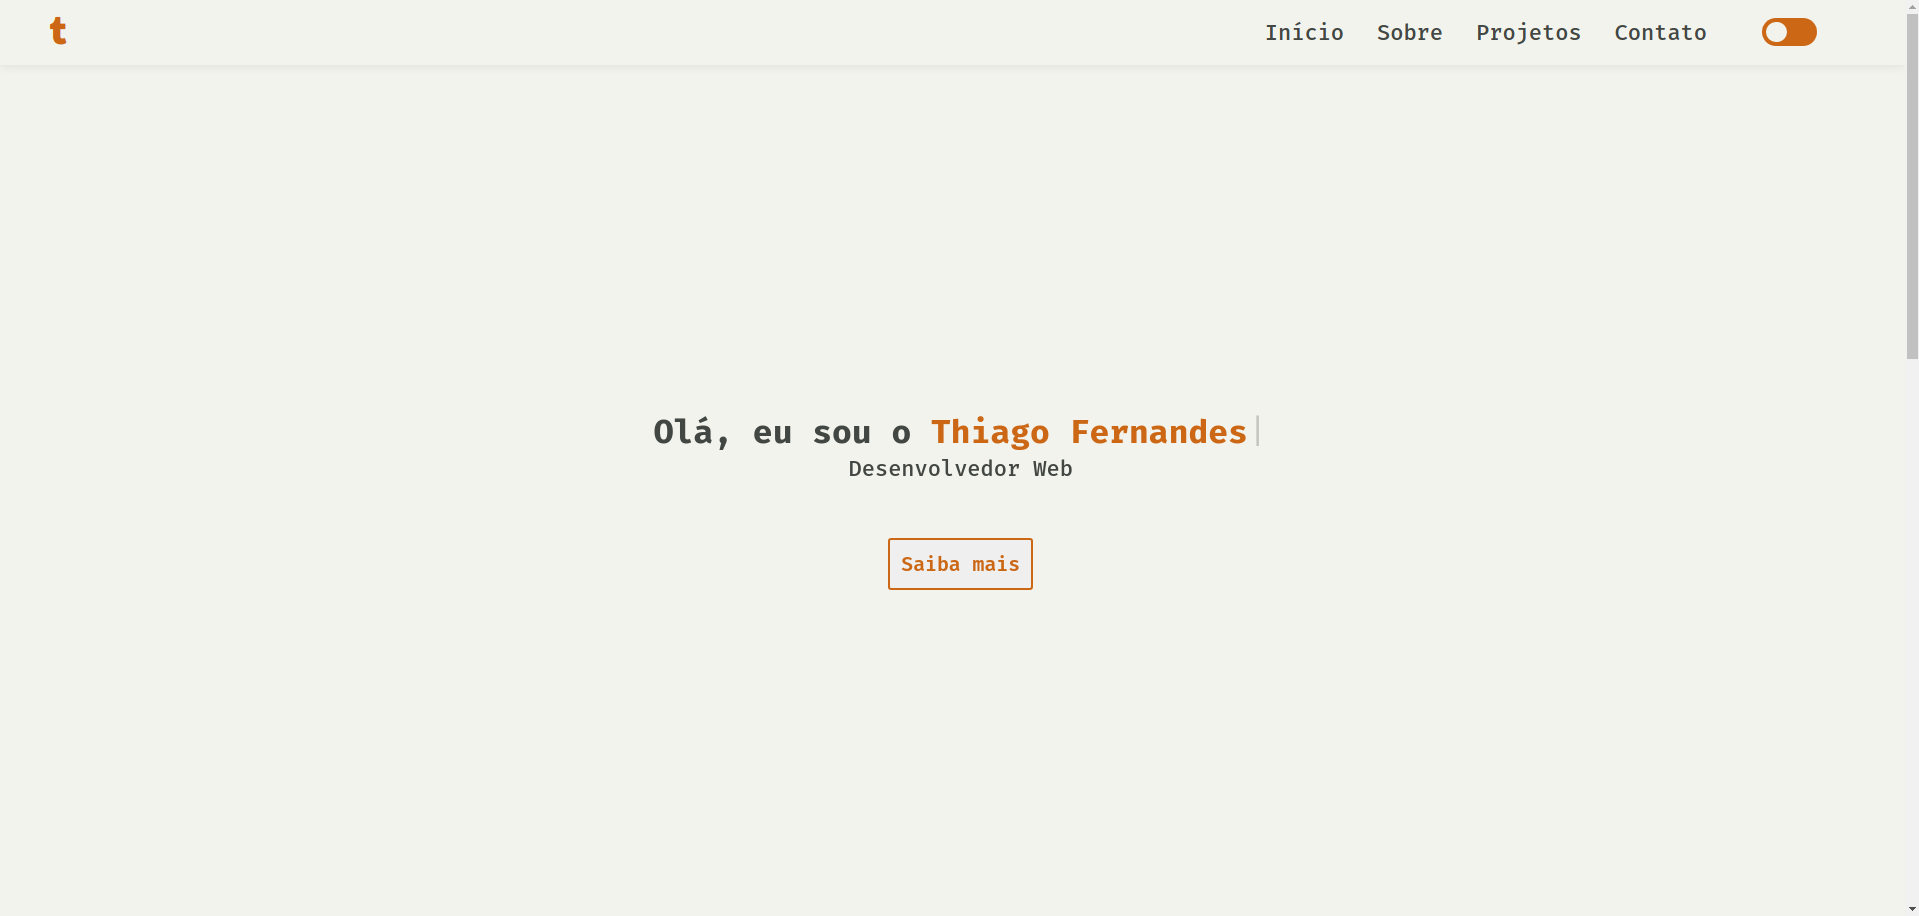 t
Início Sobre Projetos Contato
Olá, eu sou o Thiago Fernandes|
Desenvolvedor Web
Saiba mais